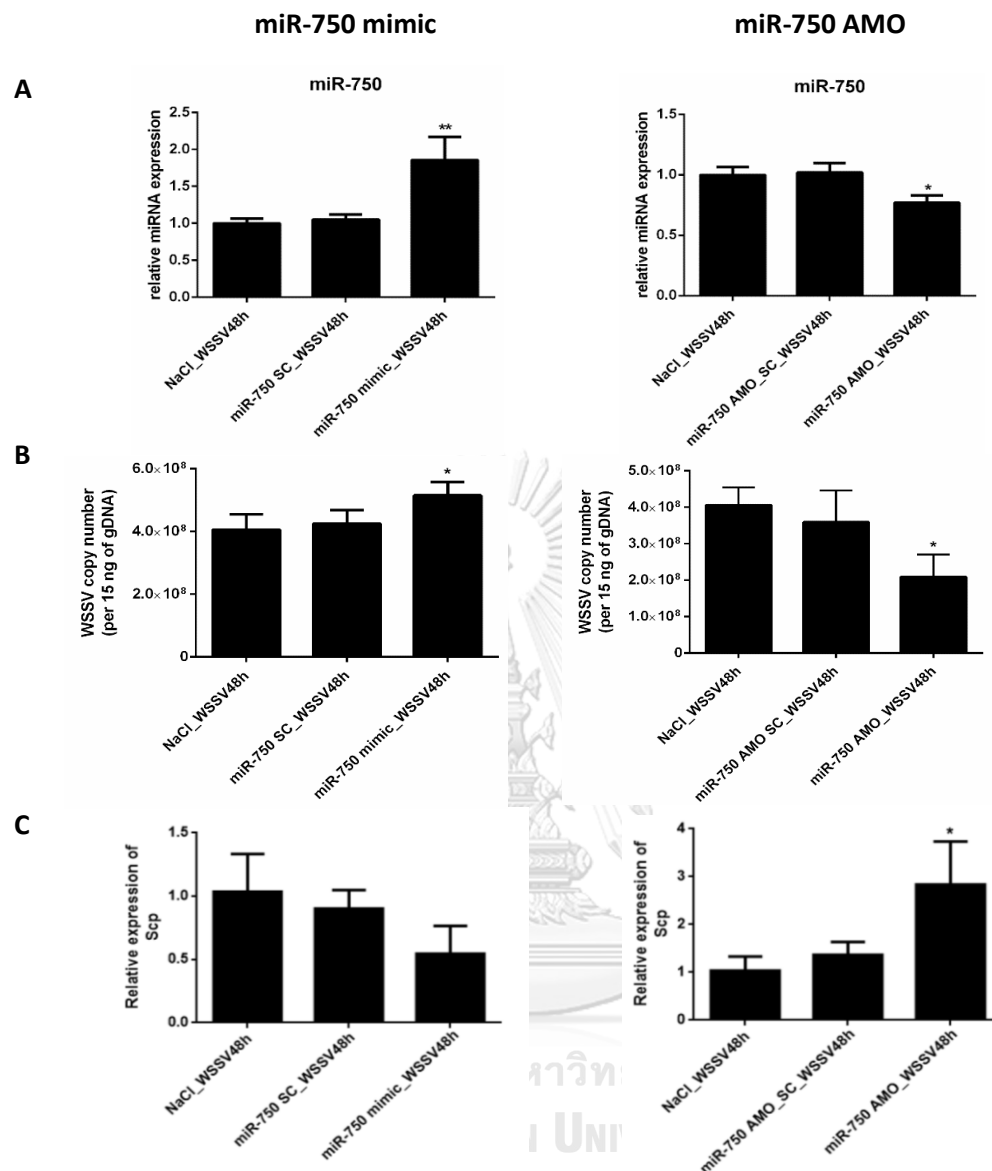 miR-750 mimic
miR-750 AMO
A
miR-750
relative miRNA expression
2.5
2.0
1.5
1.0
0.5
0.0
**
NaCl_WSSV48h
miR-750 SC_WSSV48h
miR-750 mimic_WSSV48h
miR-750
relative miRNA expression
1.5
1.0
0.5
0.0
*
NaCl_WSSV48h
miR-750 AMO_SC_WSSV48h
miR-750 AMO_WSSV48h
B
WSSV copy number
(per 15 ng of gDNA)
6.0×10⁸
4.0×10⁸
2.0×10⁸
0
*
NaCl_WSSV48h
miR-750 SC_WSSV48h
miR-750 mimic_WSSV48h
WSSV copy number
(per 15 ng of gDNA)
5.0×10⁸
4.0×10⁸
3.0×10⁸
2.0×10⁸
1.0×10⁸
0
*
NaCl_WSSV48h
miR-750 AMO SC_WSSV48h
miR-750 AMO_WSSV48h
C
Relative expression of
Scp
1.5
1.0
0.5
0.0
NaCl_WSSV48h
miR-750 SC_WSSV48h
miR-750 mimic_WSSV48h
Relative expression of
Scp
4
3
2
1
0
*
NaCl_WSSV48h
miR-750 AMO_SC_WSSV48h
miR-750 AMO_WSSV48h